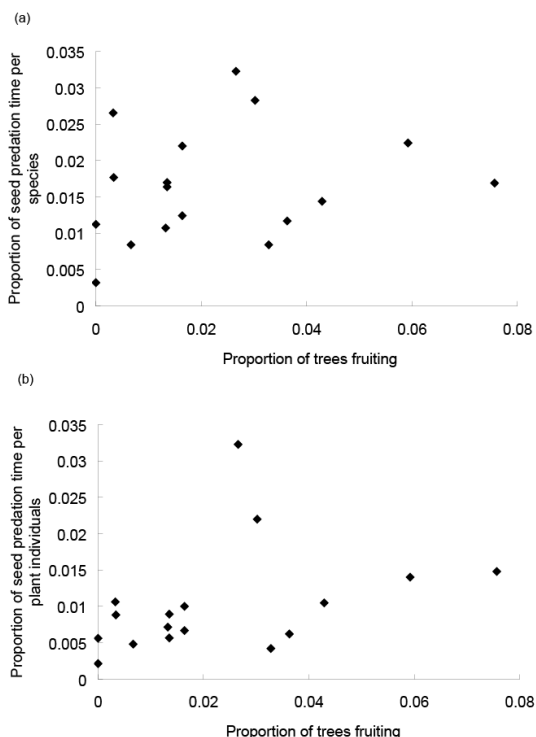 (a)
Proportion of seed predation time per
species
0.035
0.03
0.025
0.02
0.015
0.01
0.005
0
0 0.02 0.04 0.06 0.08
Proportion of trees fruiting
(b)
Proportion of seed predation time per
plant individuals
0.035
0.03
0.025
0.02
0.015
0.01
0.005
0
0 0.02 0.04 0.06 0.08
Proportion of trees fruiting